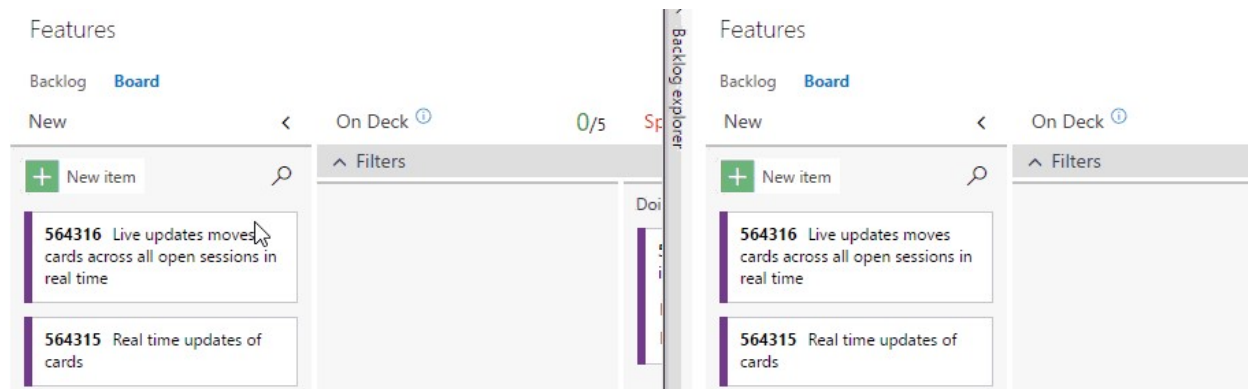 Features
Backlog Board
New
On Deck
0/5
Sp
New item
Filters
Doi
564316 Live updates moves
cards across all open sessions in
real time
564315 Real time updates of
cards
Backlog explorer
Features
Backlog Board
New
On Deck
New item
Filters
564316 Live updates moves
cards across all open sessions in
real time
564315 Real time updates of
cards